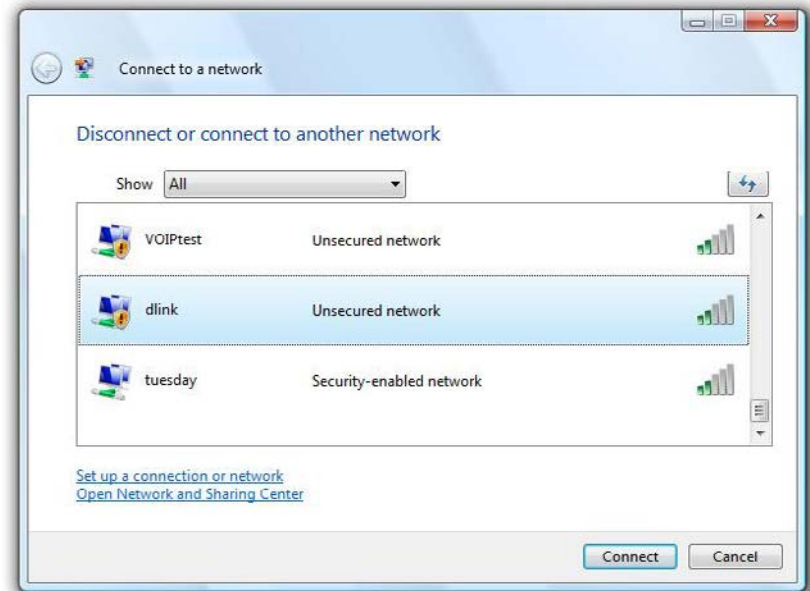 Connect to a network
Disconnect or connect to another network
Show All
VOIPtest Unsecured network
dlink Unsecured network
tuesday Security-enabled network
Set up a connection or network
Open Network and Sharing Center
Connect Cancel